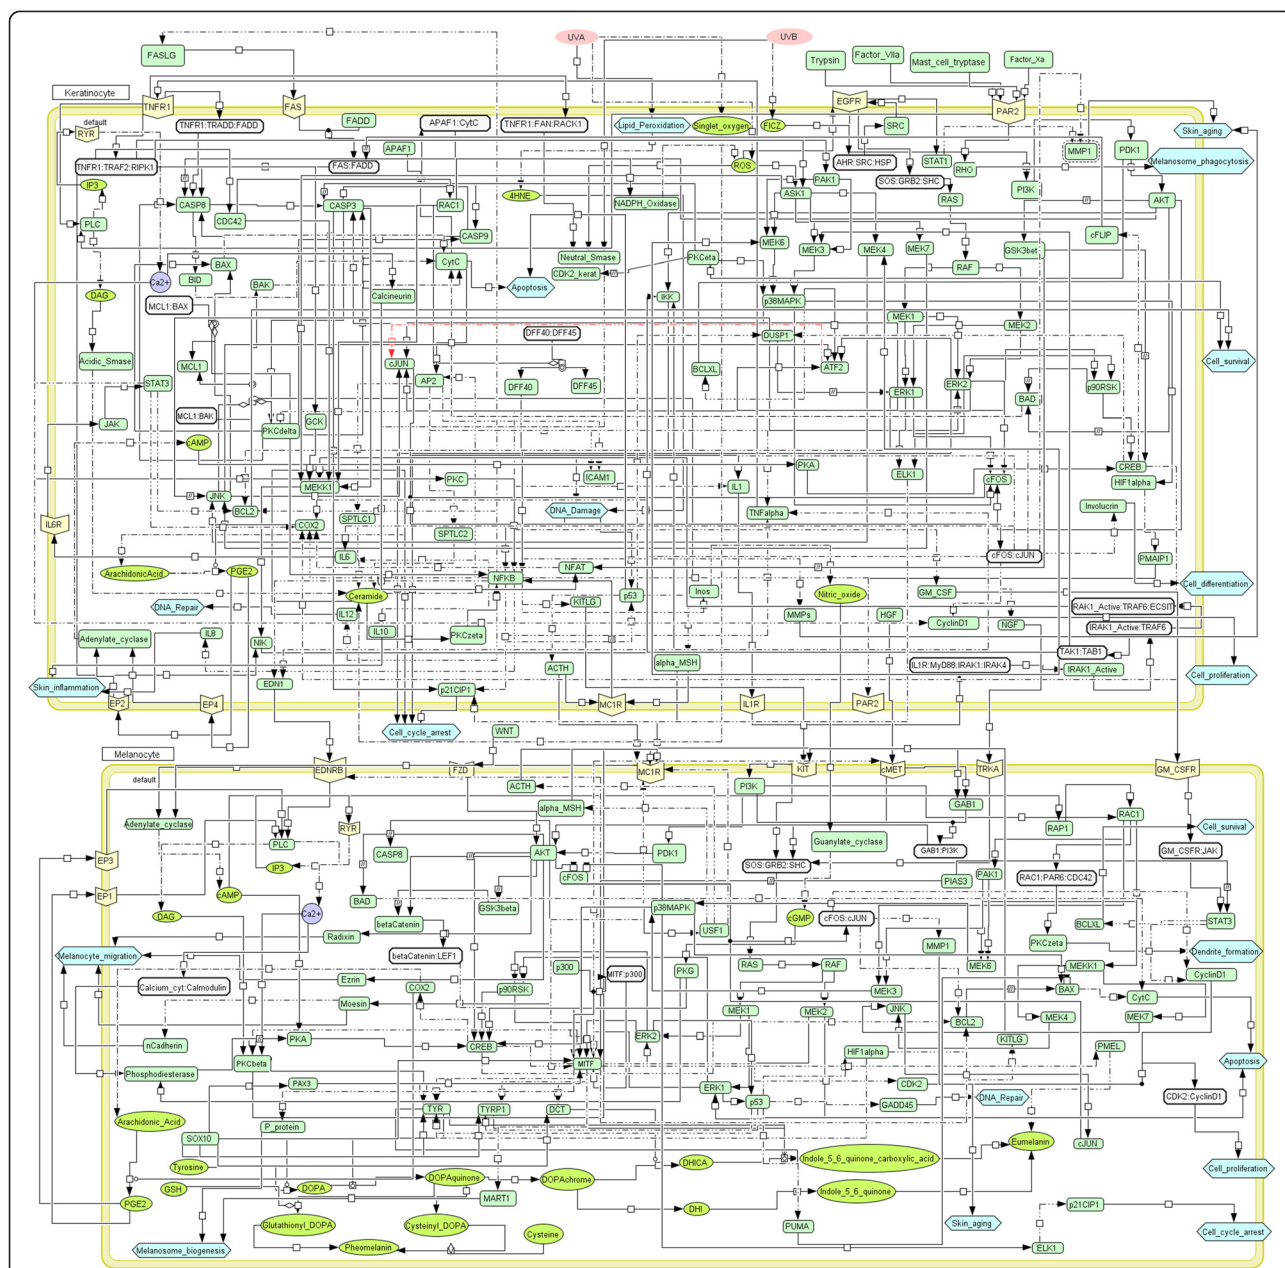 UVA
UVB
FASLG
Trypsin
Factor_VIIa
Mast_cell_tryptase
Factor_Xa
Keratinocyte
TNFR1
FAS
EGFR
PAR2
default
RYR
TNFR1:TRADD:FADD
FADD
APAF1:CytC
TNFR1:FAN:RACK1
Lipid_Peroxidation
Singlet_oxygen
FICZ
SRC
Skin_aging
APAF1
MMP1
PDK1
TNFR1:TRAF2:RIPK1
FAS:FADD
ROS
AHR:SRC:HSP
STAT1
RHO
Melanosome_phagocytosis
IP3
SOS:GRB2:SHC
PAK1
ASK1
PI3K
4HNE
NADPH_Oxidase
RAS
AKT
CASP8
CASP3
RAC1
PLC
CDC42
CASP9
cFLIP
MEK6
MEK3
MEK4
MEK7
GSK3bet
BAX
CytC
Neutral_Smase
PKCeta
RAF
BID
CDK2_kerat
Ca2+
BAK
Apoptosis
DAG
Calcineurin
IKK
p38MAPK
MCL1:BAX
MEK1
MEK2
DFF40:DFF45
DUSP1
Acidic_Smase
MCL1
cJUN
BCLXL
ATF2
Cell_survival
STAT3
AP2
DFF40
DFF45
ERK1
ERK2
p90RSK
BAD
MCL1:BAK
JAK
GCK
PKCdelta
cAMP
PKA
CREB
MEKK1
PKC
ICAM1
IL1
ELK1
cFOS
HIF1alpha
JNK
BCL2
DNA_Damage
TNFalpha
Involucrin
IL6R
COX2
SPTLC1
SPTLC2
IL6
cFOS:cJUN
PMAIP1
ArachidonicAcid
PGE2
NFKB
NFAT
Cell_differentiation
Ceramide
p53
Inos
Nitric_oxide
GM_CSF
DNA_Repair
IL12
KITLG
MMPs
HGF
CyclinD1
NGF
RAK1_Active:TRAF6:ECSIT
IRAK1_Active:TRAF6
Adenylate_cyclase
IL8
NIK
IL10
PKCzeta
TAK1:TAB1
ACTH
alpha_MSH
IL1R:MyD88:IRAK1:IRAK4
IRAK1_Active
Cell_proliferation
Skin_inflammation
EDN1
p21CIP1
EP2
EP4
MC1R
IL1R
PAR2
Cell_cycle_arrest
WNT
Melanocyte
default
EDNRB
FZD
MC1R
KIT
cMET
TRKA
GM_CSFR
ACTH
PI3K
alpha_MSH
GAB1
RAC1
Adenylate_cyclase
RYR
RAP1
Cell_survival
PLC
CASP8
AKT
PDK1
Guanylate_cyclase
GAB1:PI3K
GM_CSFR:JAK
EP3
IP3
cFOS
SOS:GRB2:SHC
PAK1
RAC1:PAR6:CDC42
EP1
cAMP
BAD
GSK3beta
PIAS3
DAG
Ca2+
betaCatenin
p38MAPK
cGMP
cFOS:cJUN
BCLXL
STAT3
Radixin
USF1
MMP1
PKCzeta
Dendrite_formation
Melanocyte_migration
betaCatenin:LEF1
p300
MITF:p300
PKG
RAS
RAF
MEK6
MEKK1
CyclinD1
Calcium_cyt:Calmodulin
Ezrin
COX2
p90RSK
MEK3
BAX
CytC
Moesin
MEK1
MEK2
JNK
BCL2
MEK4
MEK7
nCadherin
PKA
CREB
ERK2
KITLG
PMEL
HIF1alpha
PKCbeta
MITF
Apoptosis
Phosphodiesterase
PAX3
ERK1
CDK2
DNA_Repair
CDK2:CyclinD1
TYR
TYRP1
DCT
p53
GADD45
Arachidonic_Acid
P_protein
SOX10
Eumelanin
cJUN
Tyrosine
DHICA
Indole_5_6_quinone_carboxylic_acid
Cell_proliferation
GSH
DOPA
DOPAquinone
DOPAchrome
PGE2
MART1
DHI
Indole_5_6_quinone
p21CIP1
Glutathionyl_DOPA
Cysteinyl_DOPA
Cysteine
PUMA
Skin_aging
Cell_cycle_arrest
Melanosome_biogenesis
Pheomelanin
ELK1